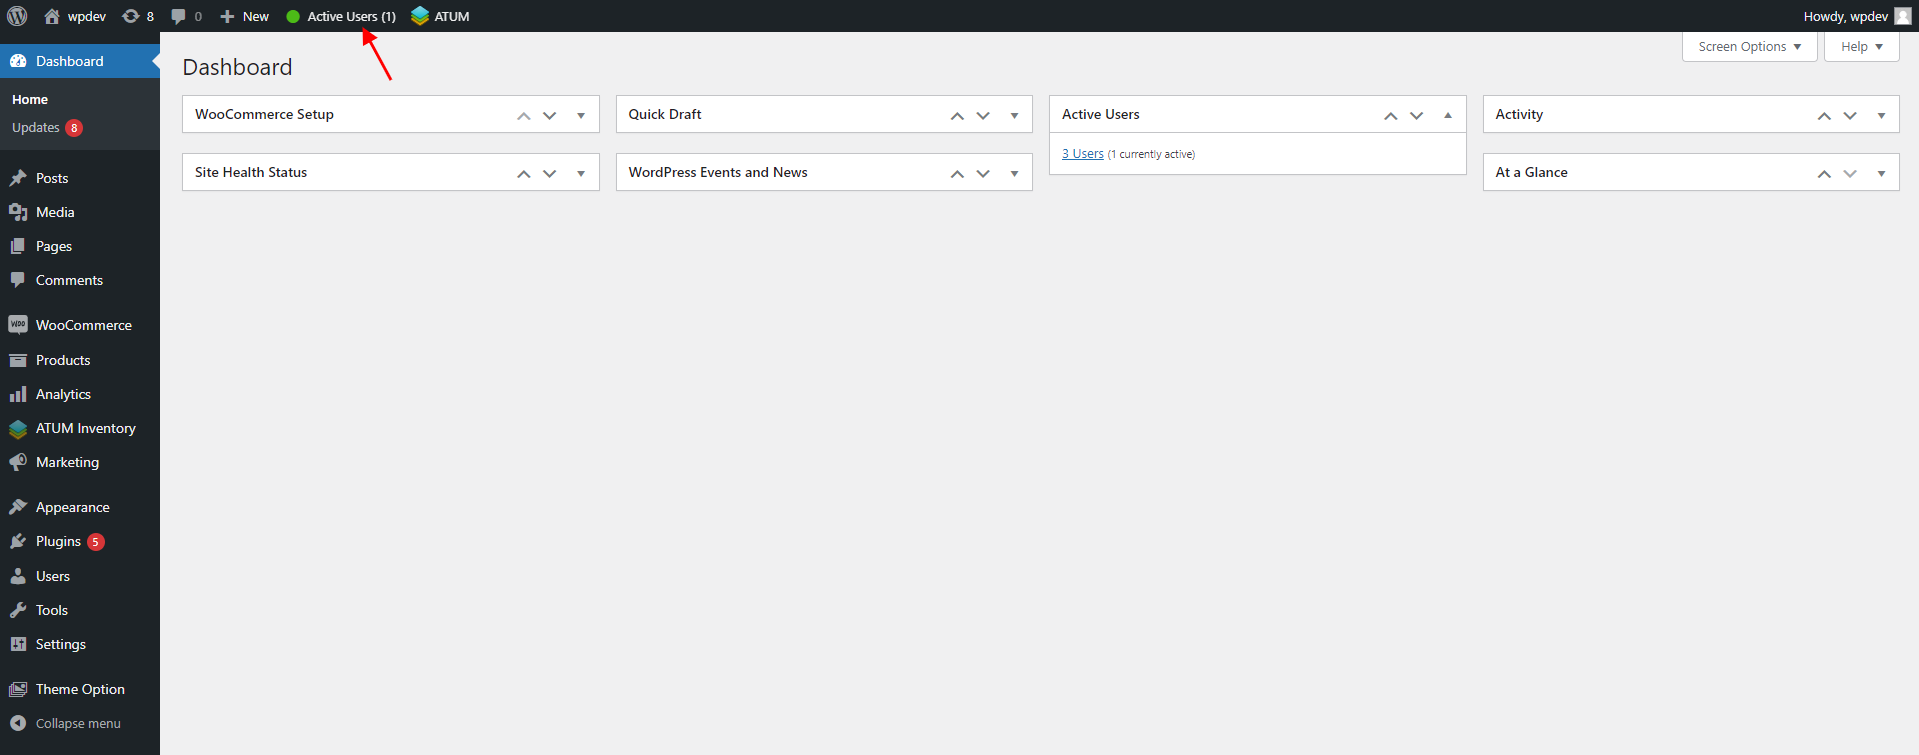 wpdev 8 0 New Active Users (1) ATUM Howdy, wpdev
Screen Options Help
Dashboard
Home
Updates 8
Posts
Media
Pages
Comments
WooCommerce
Products
Analytics
ATUM Inventory
Marketing
Appearance
Plugins 5
Users
Tools
Settings
Theme Option
Collapse menu
Dashboard
WooCommerce Setup
Site Health Status
Quick Draft
WordPress Events and News
Active Users
3 Users (1 currently active)
Activity
At a Glance